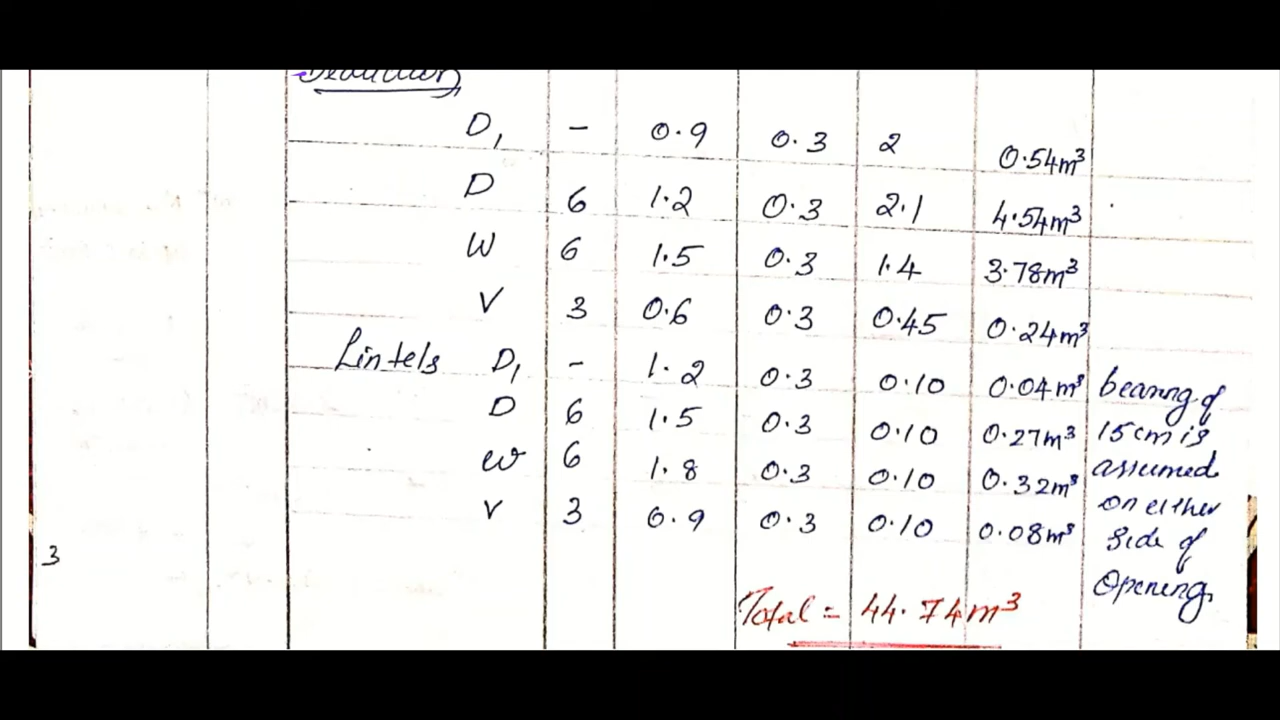 Deduction
D1 - 0.9 0.3 2 0.54m³
D 6 1.2 0.3 2.1 4.54m³
W 6 1.5 0.3 1.4 3.78m³
V 3 0.6 0.3 0.45 0.24m³
Lintels D1 - 1.2 0.3 0.10 0.04m³ bearing of
D 6 1.5 0.3 0.10 0.27m³ 15cm is
W 6 1.8 0.3 0.10 0.32m³ assumed
V 3 0.9 0.3 0.10 0.08m³ on either
3 side of
Opening.
Total = 44.74m³